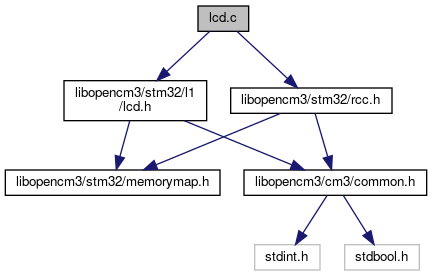 lcd.c
libopencm3/stm32/l1
/lcd.h
libopencm3/stm32/rcc.h
libopencm3/stm32/memorymap.h
libopencm3/cm3/common.h
stdint.h
stdbool.h